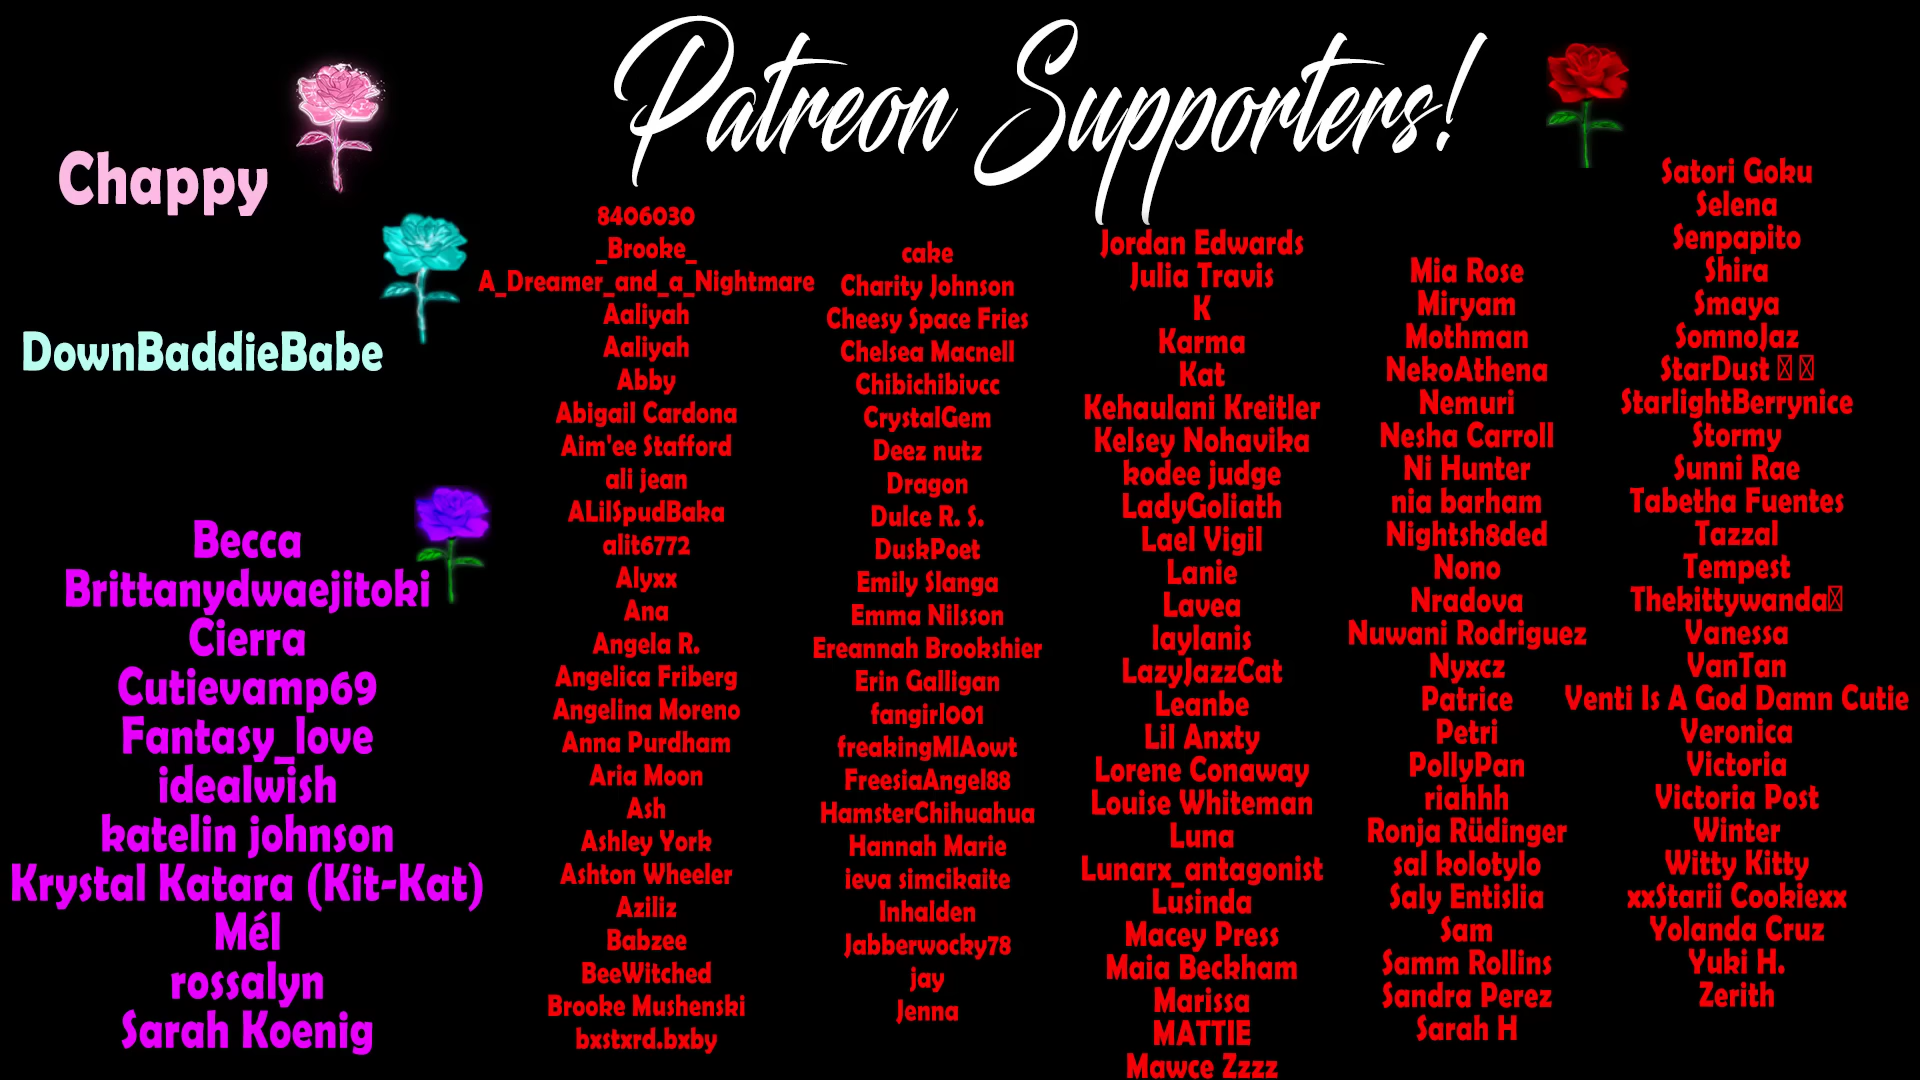 Patreon Supporters!
Chappy
DownBaddieBabe
Becca
Brittanydwaejitoki
Cierra
Cutievamp69
Fantasy_love
idealwish
katelin johnson
Krystal Katara (Kit-Kat)
Mél
rossalyn
Sarah Koenig
8406030
_Brooke_
A_Dreamer_and_a_Nightmare
Aaliyah
Aaliyah
Abby
Abigail Cardona
Aim'ee Stafford
ali jean
ALilSpudBaka
alit6772
Alyxx
Ana
Angela R.
Angelica Friberg
Angelina Moreno
Anna Purdham
Aria Moon
Ash
Ashley York
Ashton Wheeler
Aziliz
Babzee
BeeWitched
Brooke Mushenski
bxstxrd.bxby
cake
Charity Johnson
Cheesy Space Fries
Chelsea Macnell
Chibichibivcc
CrystalGem
Deez nutz
Dragon
Dulce R. S.
DuskPoet
Emily Slanga
Emma Nilsson
Ereannah Brookshier
Erin Galligan
fangirl001
freakingMIAowt
FreesiaAngel88
HamsterChihuahua
Hannah Marie
ieva simcikaite
Inhalden
Jabberwocky78
jay
Jenna
Jordan Edwards
Julia Travis
K
Karma
Kat
Kehaulani Kreitler
Kelsey Nohavika
kodee judge
LadyGoliath
Lael Vigil
Lanie
Lavea
laylanis
LazyJazzCat
Leanbe
Lil Anxty
Lorene Conaway
Louise Whiteman
Luna
Lunarx_antagonist
Lusinda
Macey Press
Maia Beckham
Marissa
MATTIE
Mawce Zzzz
Mia Rose
Miryam
Mothman
NekoAthena
Nemuri
Nesha Carroll
Ni Hunter
nia barham
Nightsh8ded
Nono
Nradova
Nuwani Rodriguez
Nyxcz
Patrice
Petri
PollyPan
riahhh
Ronja Rüdinger
sal kolotylo
Saly Entislia
Sam
Samm Rollins
Sandra Perez
Sarah H
Satori Goku
Selena
Senpapito
Shira
Smaya
SomnoJaz
StarDust
StarlightBerrynice
Stormy
Sunni Rae
Tabetha Fuentes
Tazzal
Tempest
Thekittywanda
Vanessa
VanTan
Venti Is A God Damn Cutie
Veronica
Victoria
Victoria Post
Winter
Witty Kitty
xxStarii Cookiexx
Yolanda Cruz
Yuki H.
Zerith